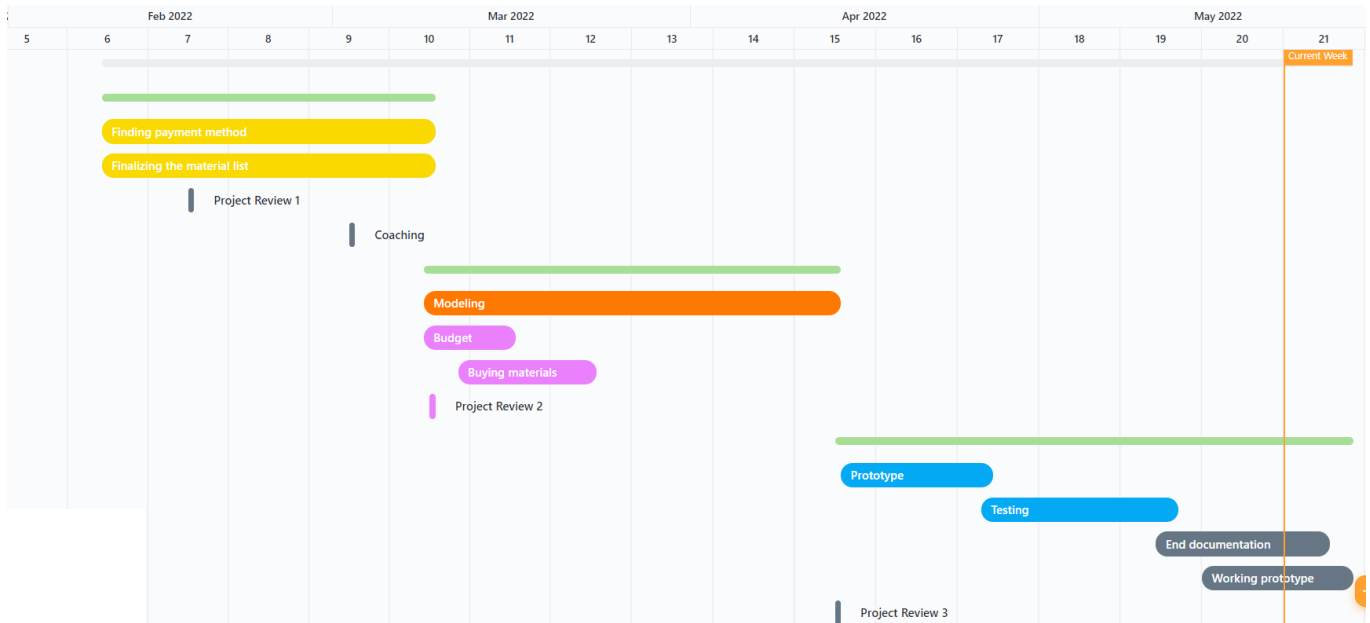 Feb 2022 Mar 2022 Apr 2022 May 2022
5 6 7 8 9 10 11 12 13 14 15 16 17 18 19 20 21
Current Week
Finding payment method
Finalizing the material list
Project Review 1
Coaching
Modeling
Budget
Buying materials
Project Review 2
Prototype
Testing
End documentation
Working prototype
Project Review 3